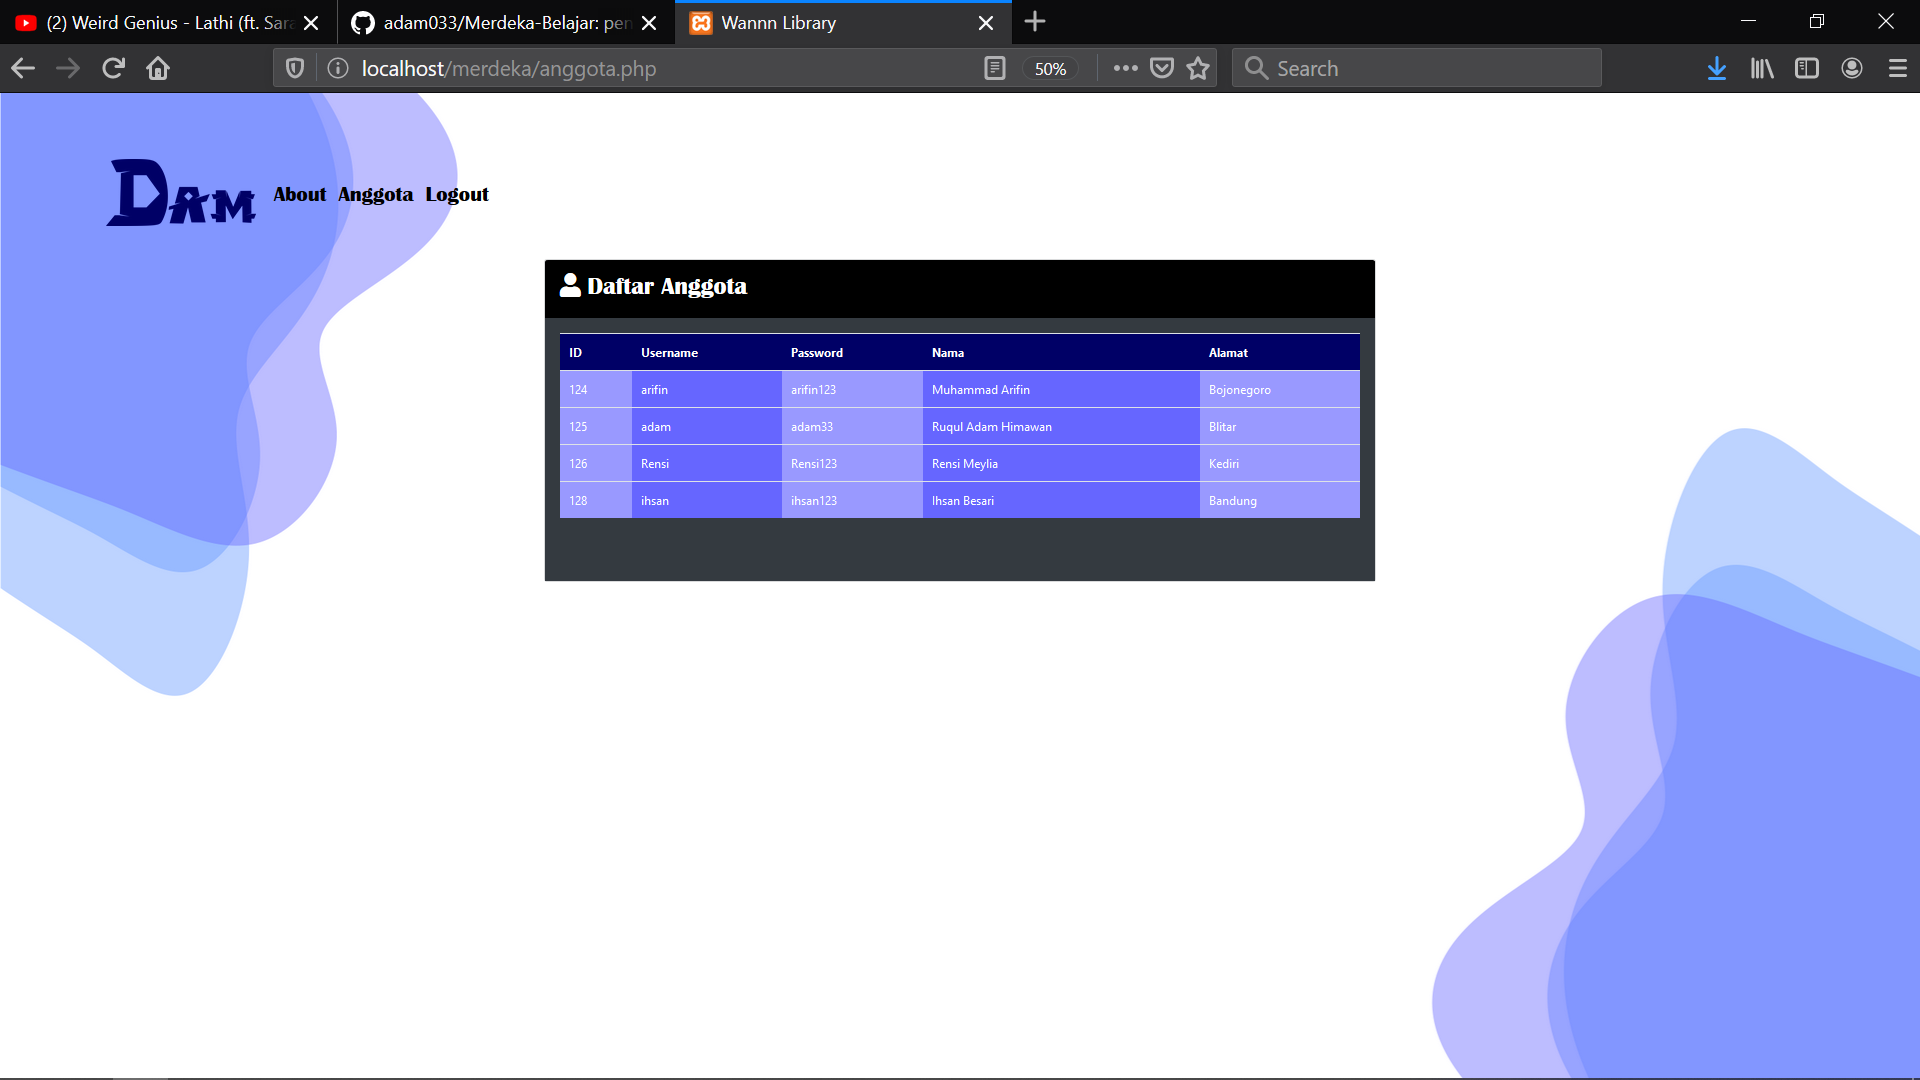 (2) Weird Genius - Lathi (ft. Sara
adam033/Merdeka-Belajar: pen
Wannn Library
localhost/merdeka/anggota.php
50%
Search
Dam
About Anggota Logout
Daftar Anggota
ID Username Password Nama Alamat
124 arifin arifin123 Muhammad Arifin Bojonegoro
125 adam adam33 Ruqul Adam Himawan Blitar
126 Rensi Rensi123 Rensi Meylia Kediri
128 ihsan ihsan123 Ihsan Besari Bandung